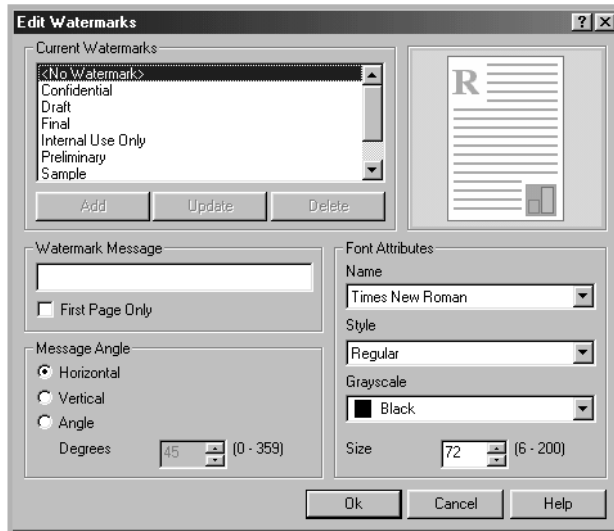 Edit Watermarks
Current Watermarks
<No Watermark>
Confidential
Draft
Final
Internal Use Only
Preliminary
Sample
Add Update Delete
R
Watermark Message
First Page Only
Message Angle
Horizontal
Vertical
Angle
Degrees 45 (0 - 359)
Font Attributes
Name
Times New Roman
Style
Regular
Grayscale
Black
Size 72 (6 - 200)
Ok Cancel Help